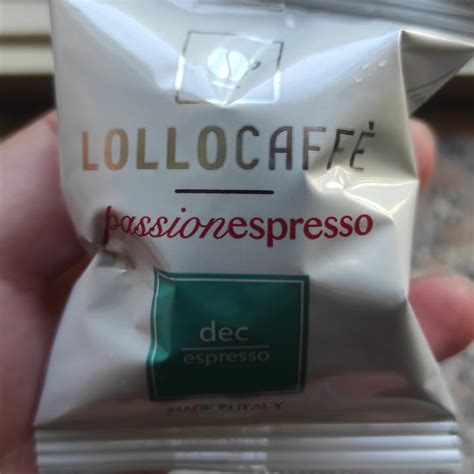 LOLLOCAFFÈ
passionespresso
dec
espresso
MADE IN ITALY